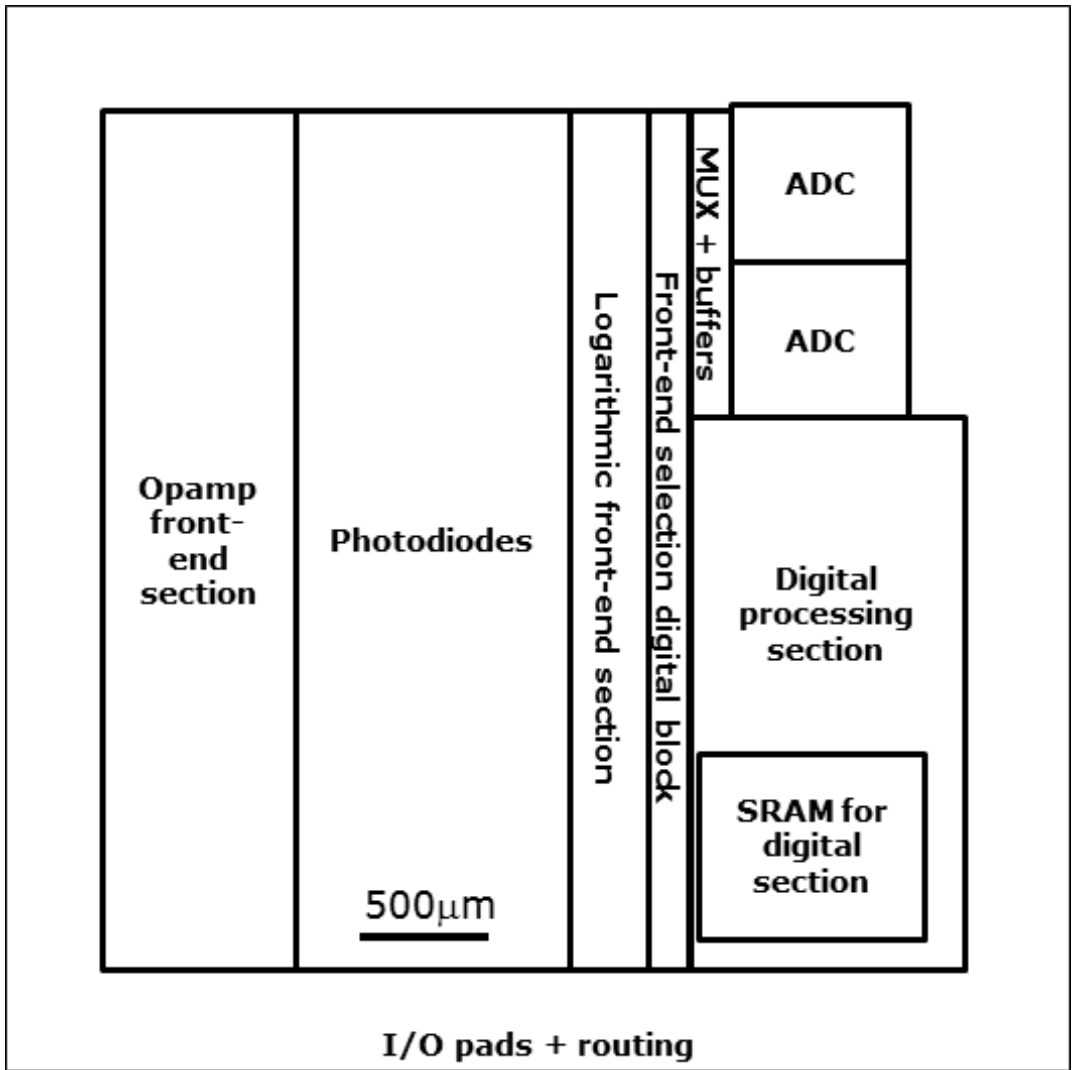 Opamp
front-
end
section
Photodiodes
500μm
Logarithmic front-end section
Front-end selection digital block
MUX + buffers
ADC
ADC
Digital
processing
section
SRAM for
digital
section
I/O pads + routing